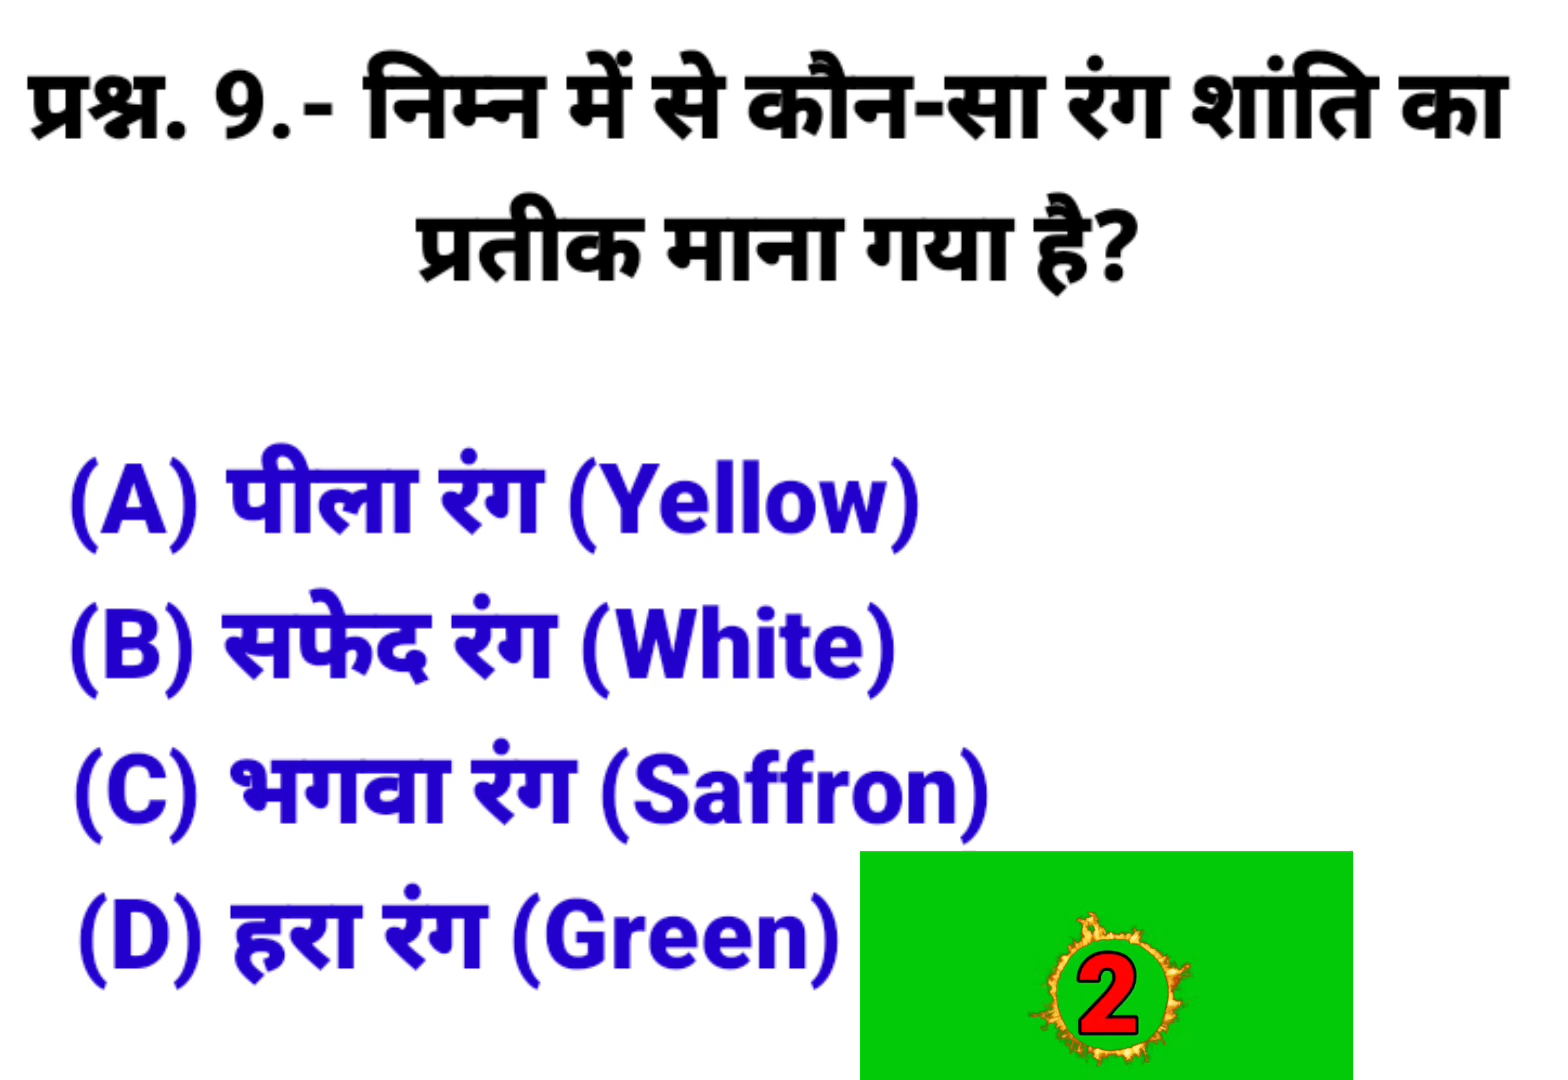 प्रश्न. 9.- निम्न में से कौन-सा रंग शांति का
प्रतीक माना गया है?
(A) पीला रंग (Yellow)
(B) सफेद रंग (White)
(C) भगवा रंग (Saffron)
(D) हरा रंग (Green)
2